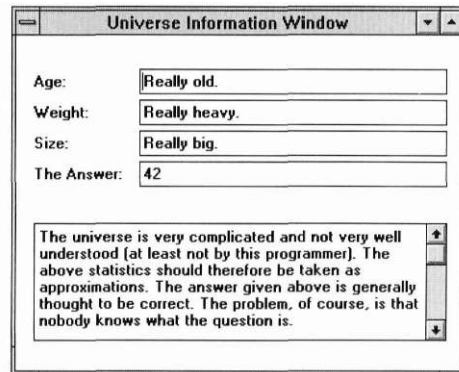 Universe Information Window
Age: Really old.
Weight: Really heavy.
Size: Really big.
The Answer: 42
The universe is very complicated and not very well
understood (at least not by this programmer). The
above statistics should therefore be taken as
approximations. The answer given above is generally
thought to be correct. The problem, of course, is that
nobody knows what the question is.